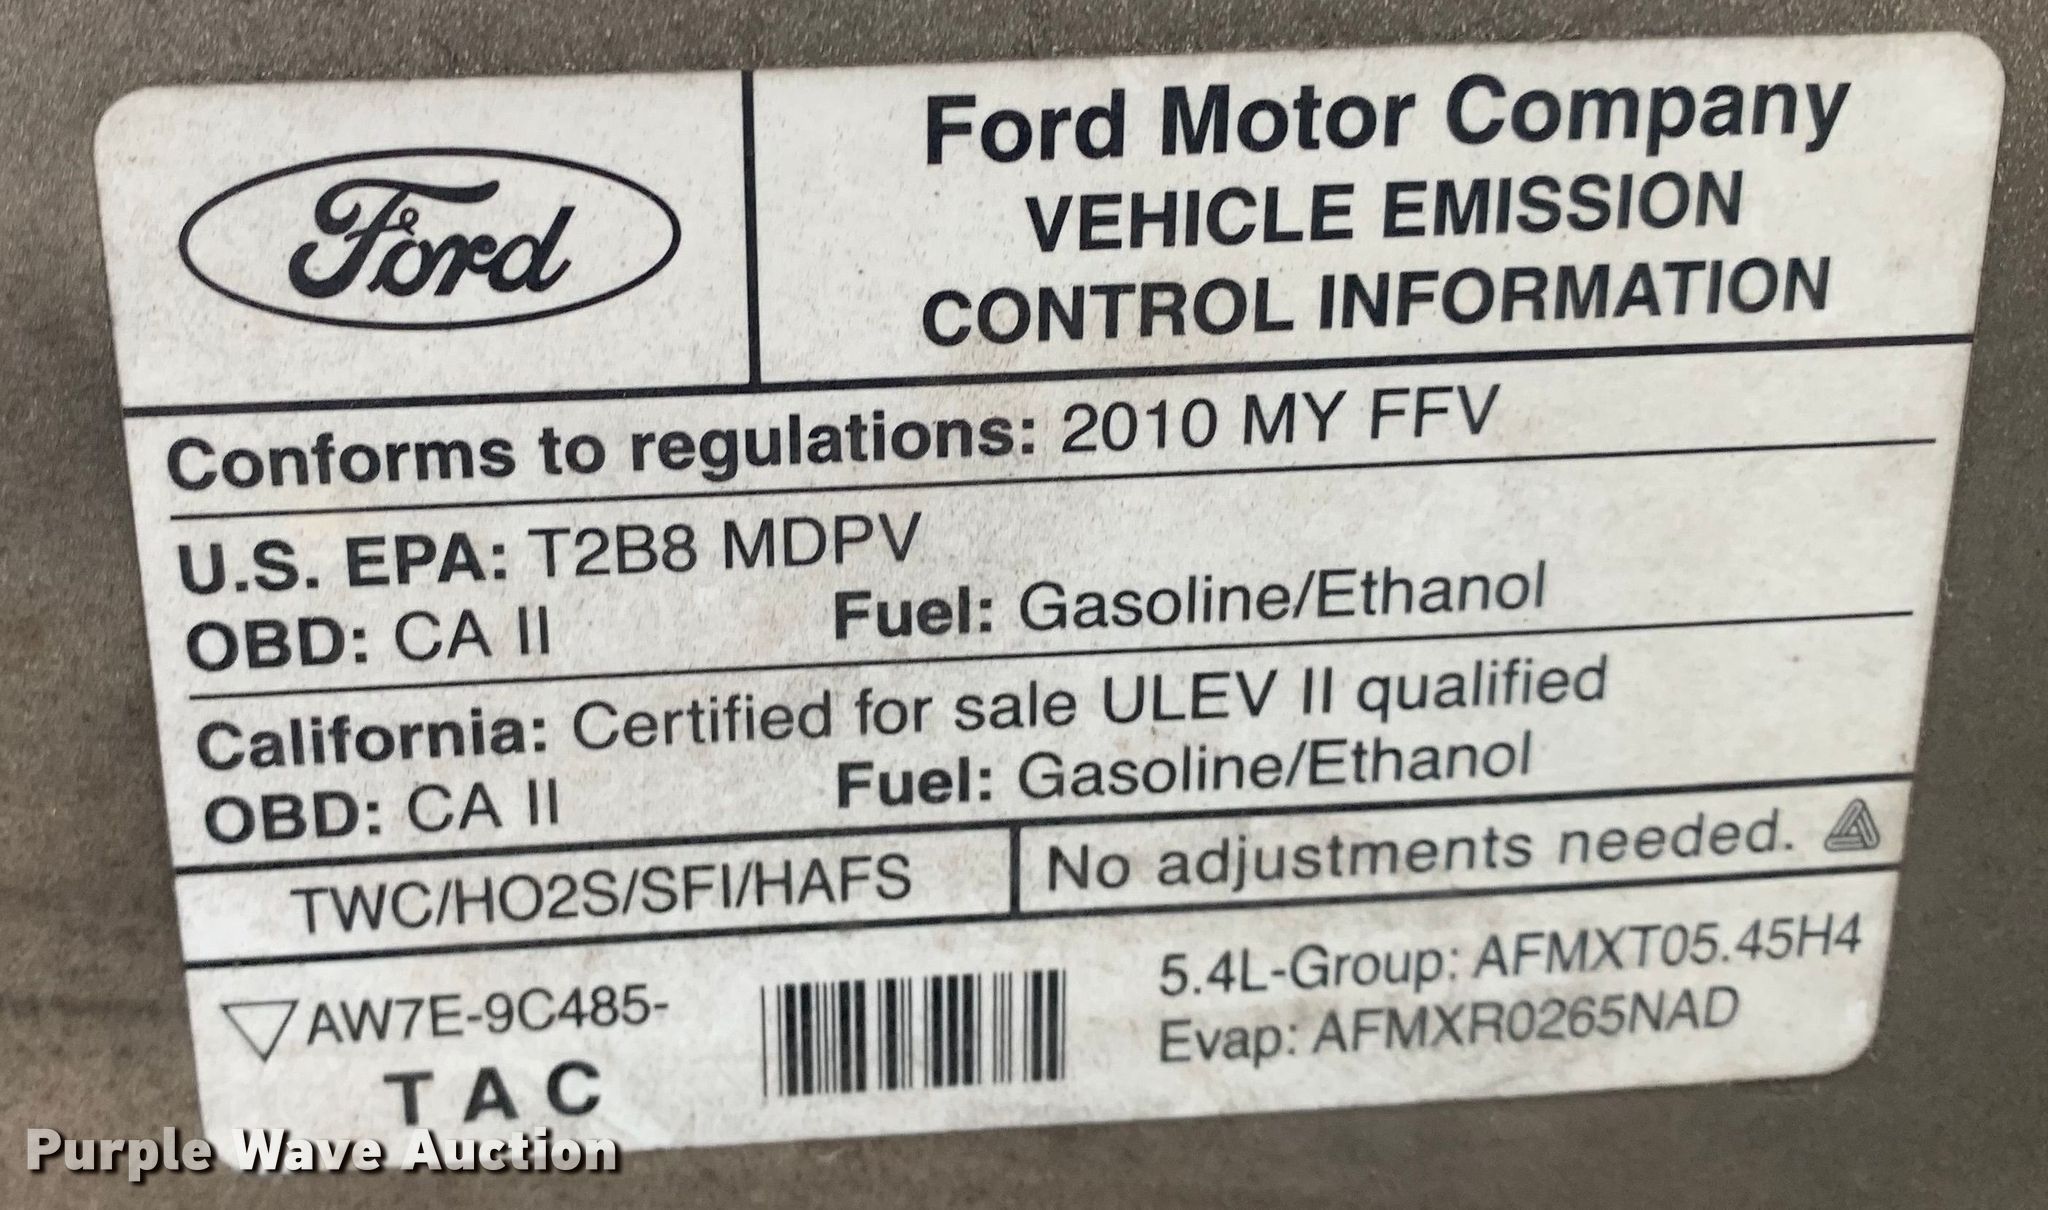 Ford
Ford Motor Company
VEHICLE EMISSION
CONTROL INFORMATION
Conforms to regulations: 2010 MY FFV
U.S. EPA: T2B8 MDPV
OBD: CA II Fuel: Gasoline/Ethanol
California: Certified for sale ULEV II qualified
OBD: CA II Fuel: Gasoline/Ethanol
TWC/HO2S/SFI/HAFS
No adjustments needed.
AW7E-9C485-
T A C
5.4L-Group: AFMXT05.45H4
Evap: AFMXR0265NAD
Purple Wave Auction